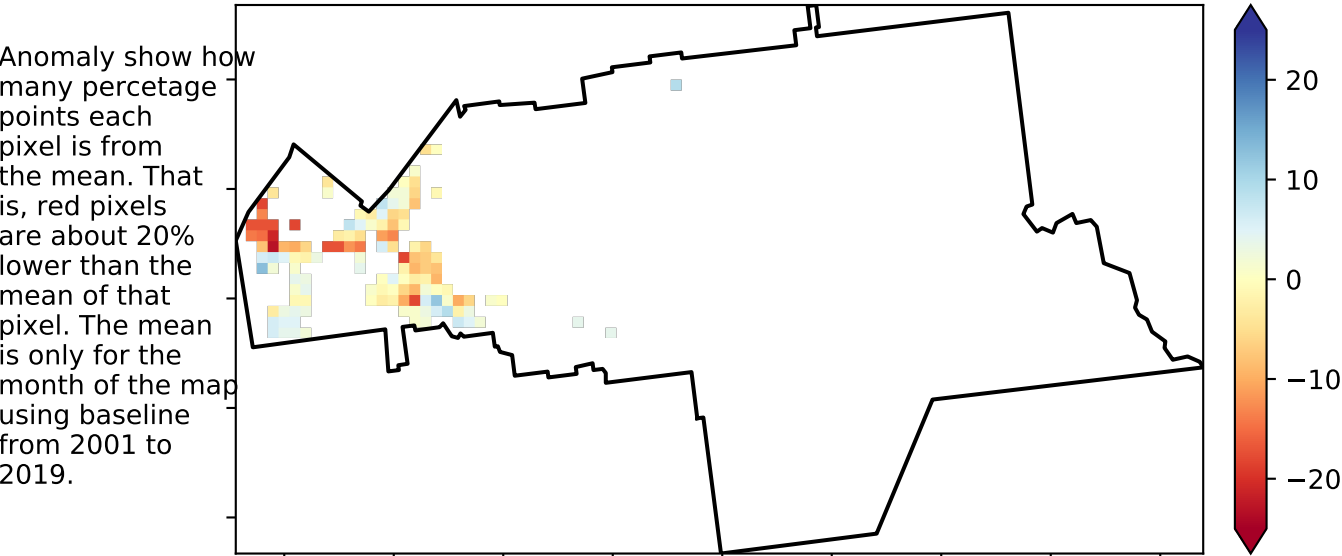 Anomaly show how
many percetage
points each
pixel is from
the mean. That
is, red pixels
are about 20%
lower than the
mean of that
pixel. The mean
is only for the
month of the map
using baseline
from 2001 to
2019.
20
10
0
−10
−20